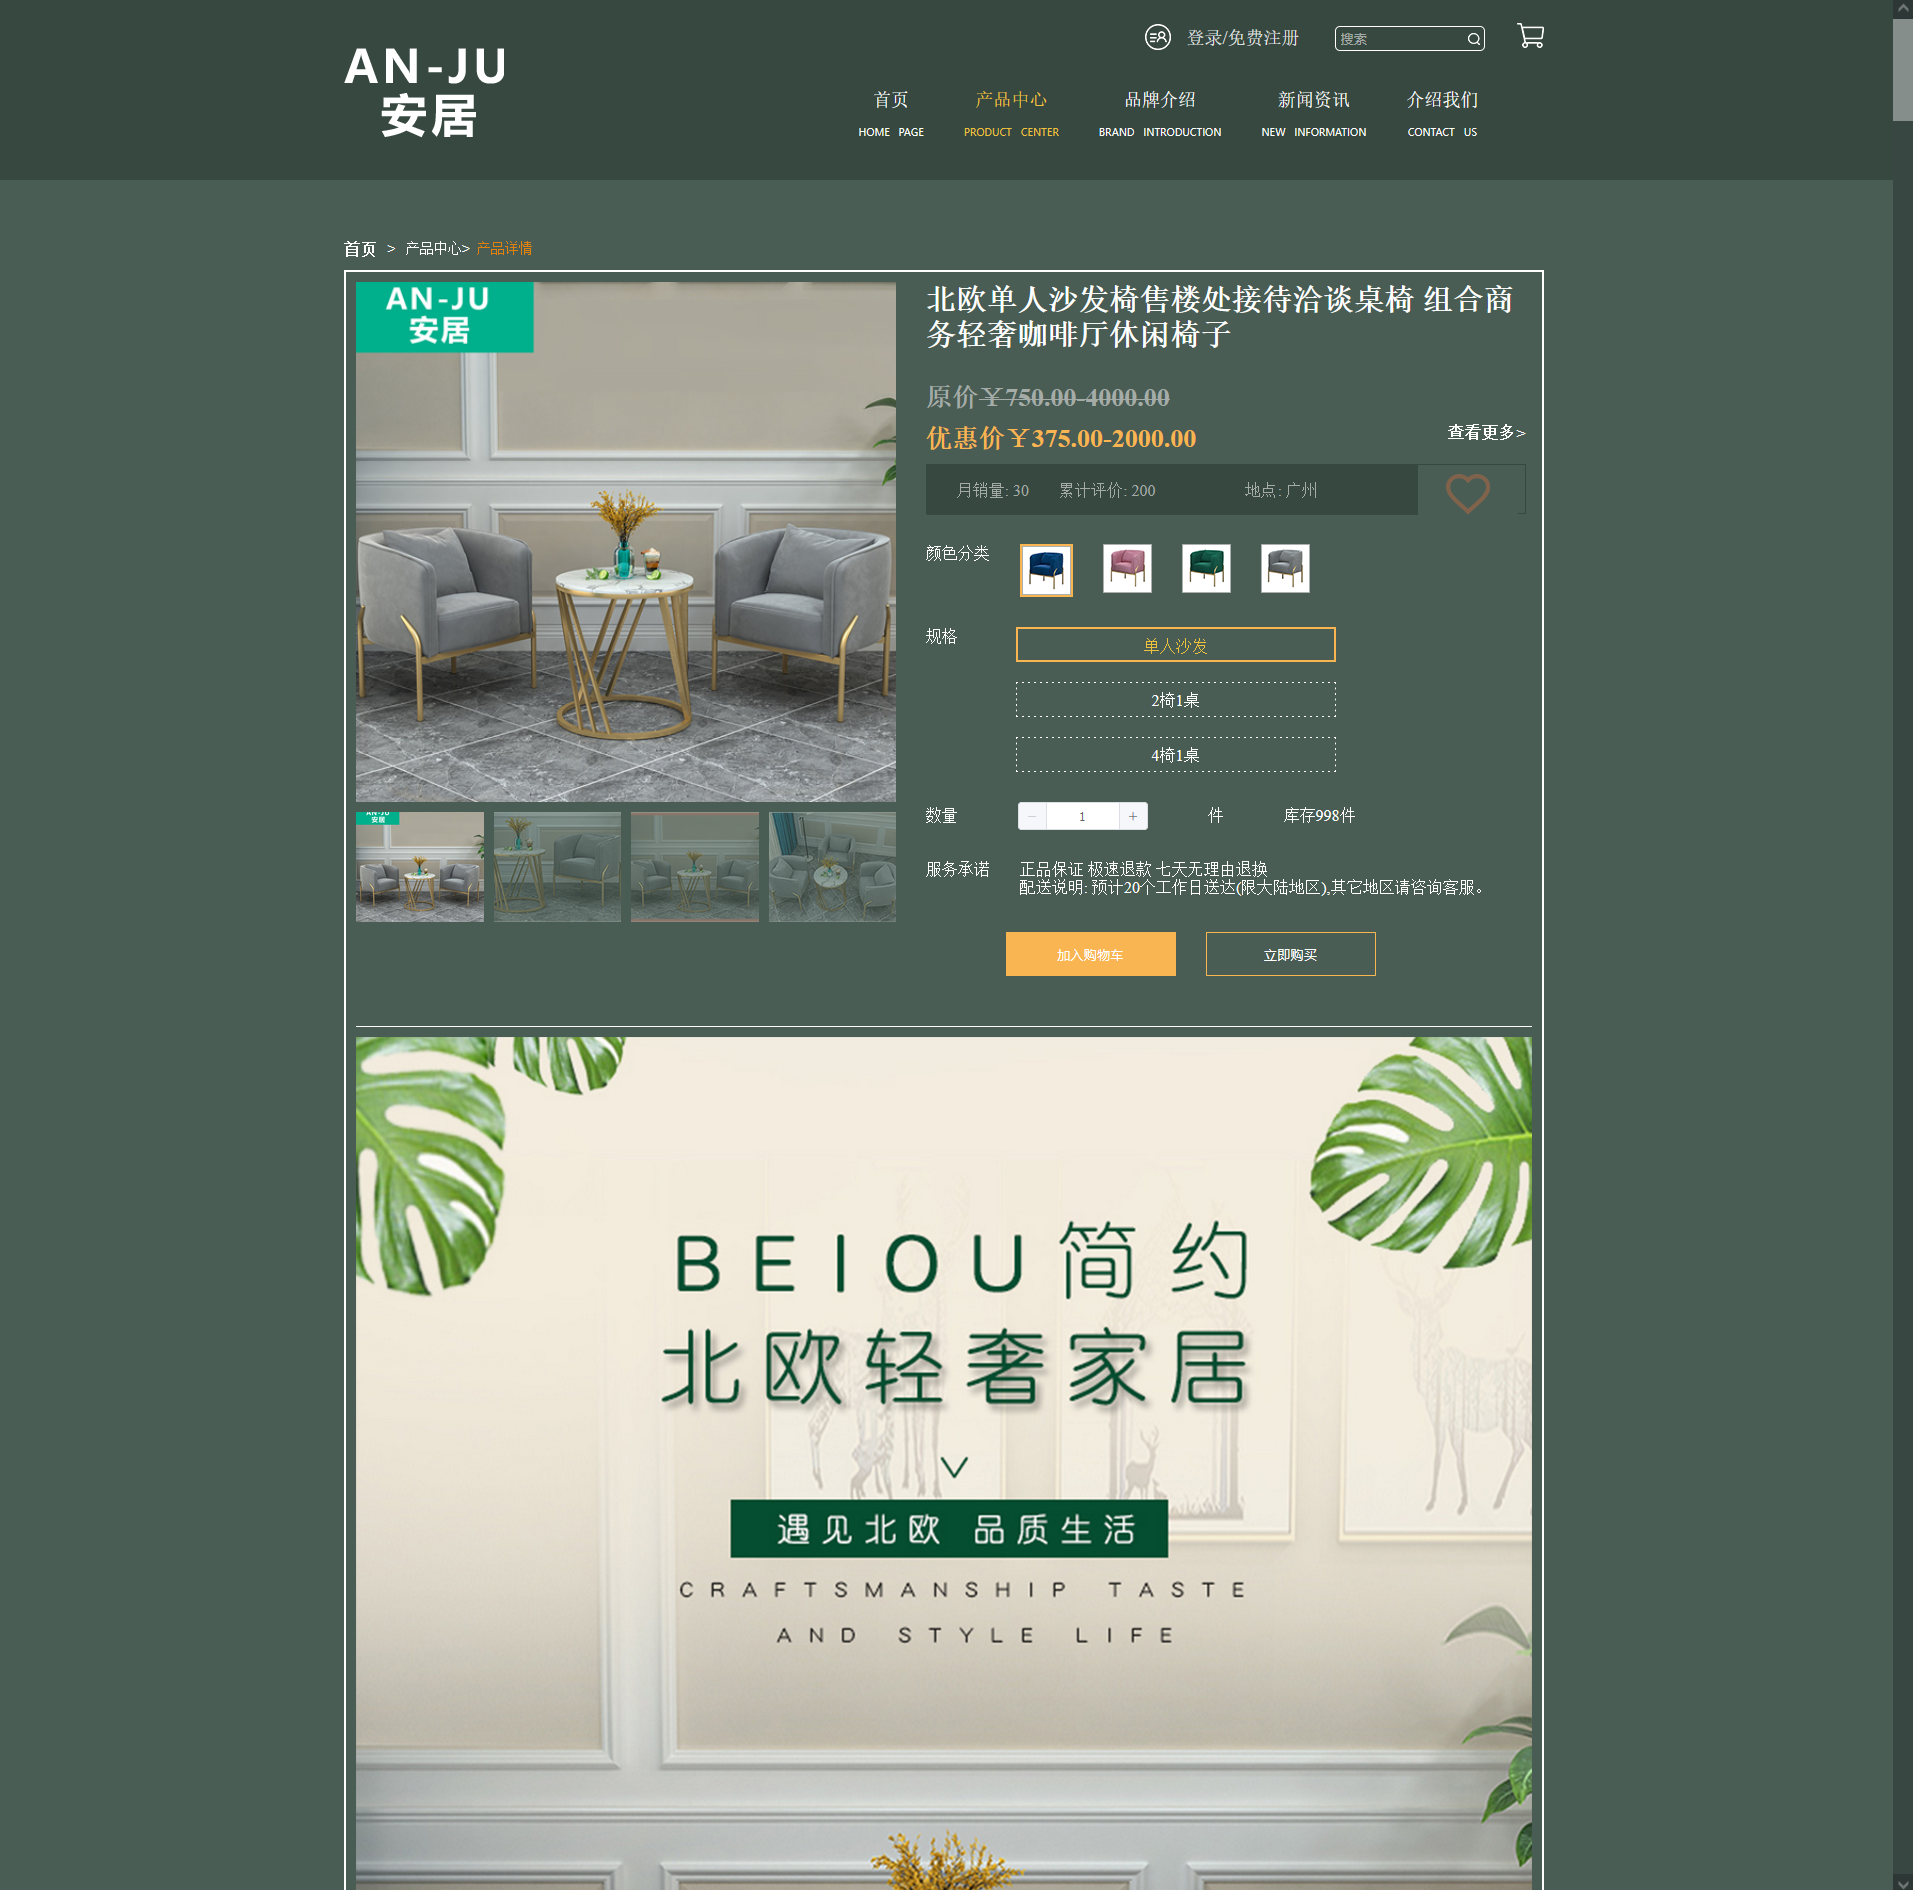 AN-JU
安居
登录/免费注册
搜索
首页 产品中心 品牌介绍 新闻资讯 介绍我们
HOME PAGE PRODUCT CENTER BRAND INTRODUCTION NEW INFORMATION CONTACT US
首页 > 产品中心> 产品详情
AN-JU
安居
北欧单人沙发椅售楼处接待洽谈桌椅 组合商
务轻奢咖啡厅休闲椅子
原价￥750.00-4000.00
优惠价￥375.00-2000.00
查看更多>
月销量: 30 累计评价: 200 地点: 广州
颜色分类
规格
单人沙发
2椅1桌
4椅1桌
数量 − 1 + 件 库存998件
服务承诺 正品保证 极速退款 七天无理由退换
配送说明: 预计20个工作日送达(限大陆地区),其它地区请咨询客服。
加入购物车 立即购买
AN-JU
安居
BEIOU简约
北欧轻奢家居
遇见北欧 品质生活
CRAFTSMANSHIP TASTE
AND STYLE LIFE